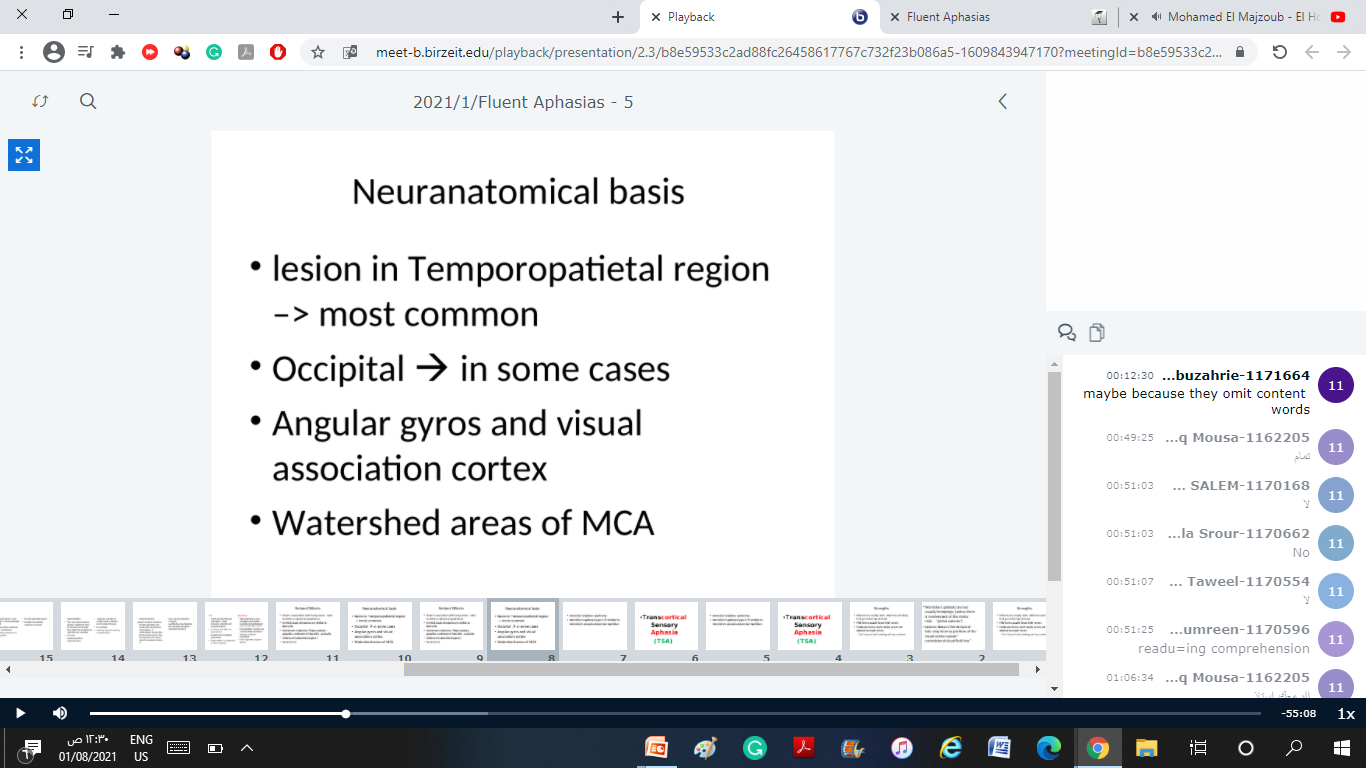 Playback
Fluent Aphasias
Mohamed El Majzoub - El Ho
meet-b.birzeit.edu/playback/presentation/2.3/b8e59533c2ad88fc26458617767c732f23b086a5-1609843947170?meetingId=b8e59533c2...
2021/1/Fluent Aphasias - 5
Neuranatomical basis
• lesion in Temporopatietal region
–> most common
• Occipital → in some cases
• Angular gyros and visual
association cortex
• Watershed areas of MCA
00:12:30 ...buzahrie-1171664
maybe because they omit content
words
11
00:49:25 ...q Mousa-1162205
تمام
11
00:51:03 ... SALEM-1170168
لا
11
00:51:03 ...la Srour-1170662
No
11
00:51:07 ... Taweel-1170554
لا
11
00:51:25 ...umreen-1170596
readu=ing comprehension
11
01:06:34 ...q Mousa-1162205
11
Transcortical
Sensory
Aphasia
(TSA)
Transcortical
Sensory
Aphasia
(TSA)
15 14 13 12 11 10 9 8 7 6 5 4 3 2
-55:08 1x
١٢:٣٠ ص
01/08/2021
ENG
US